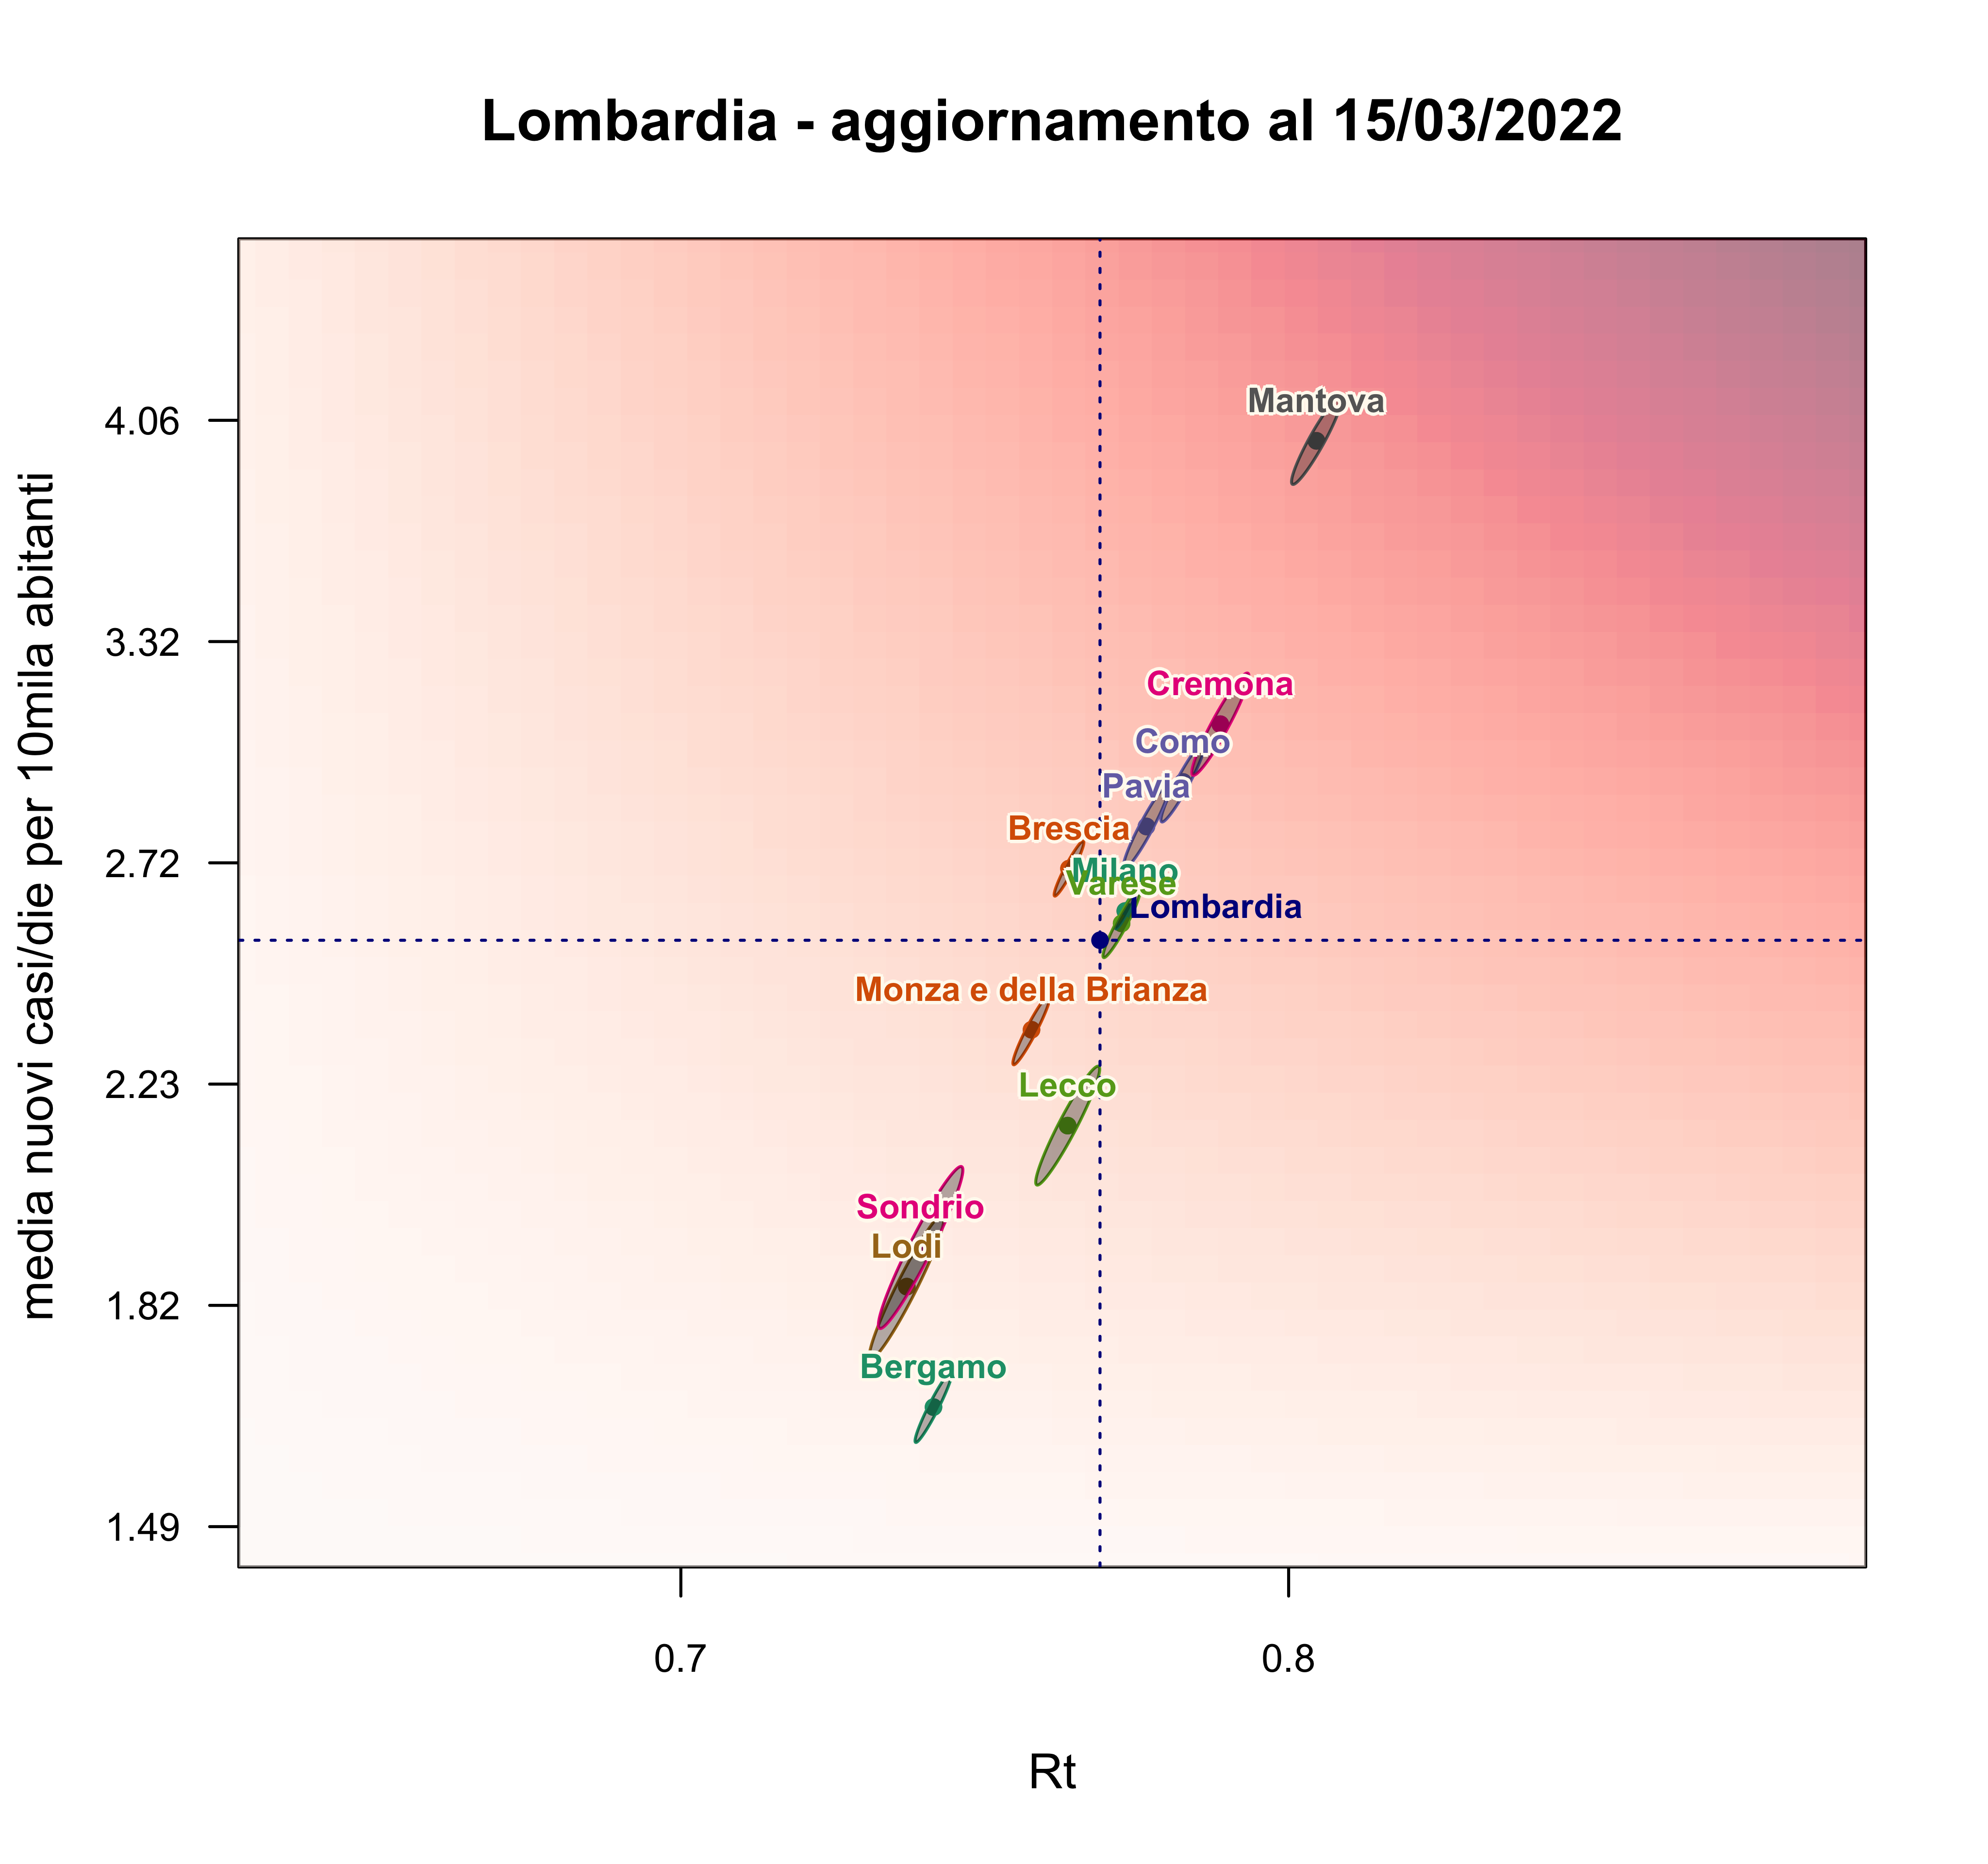 Lombardia - aggiornamento al 15/03/2022
media nuovi casi/die per 10mila abitanti
4.06
3.32
2.72
2.23
1.82
1.49
Mantova
Cremona
Como
Pavia
Brescia
Milano
Varese
Lombardia
Monza e della Brianza
Lecco
Sondrio
Lodi
Bergamo
0.7
0.8
Rt